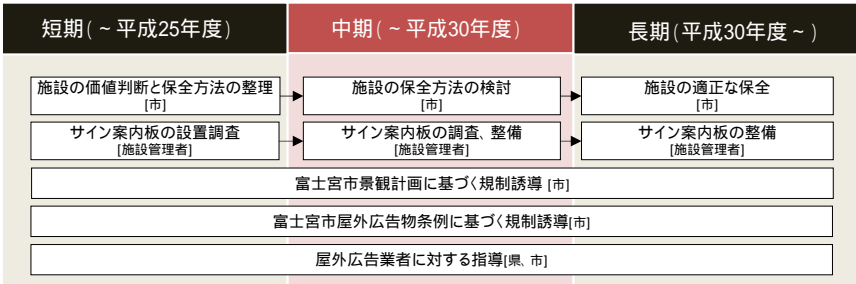 短期(~平成25年度)
中期(~平成30年度)
長期(平成30年度~)
施設の価値判断と保全方法の整理
[市]
施設の保全方法の検討
[市]
施設の適正な保全
[市]
サイン案内板の設置調査
[施設管理者]
サイン案内板の調査、整備
[施設管理者]
サイン案内板の整備
[施設管理者]
富士宮市景観計画に基づく規制誘導 [市]
富士宮市屋外広告物条例に基づく規制誘導[市]
屋外広告業者に対する指導[県、市]